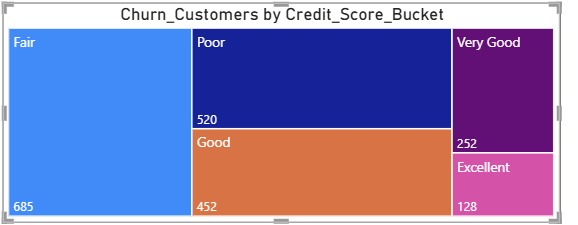 Churn_Customers by Credit_Score_Bucket
Fair
685
Poor
520
Good
452
Very Good
252
Excellent
128